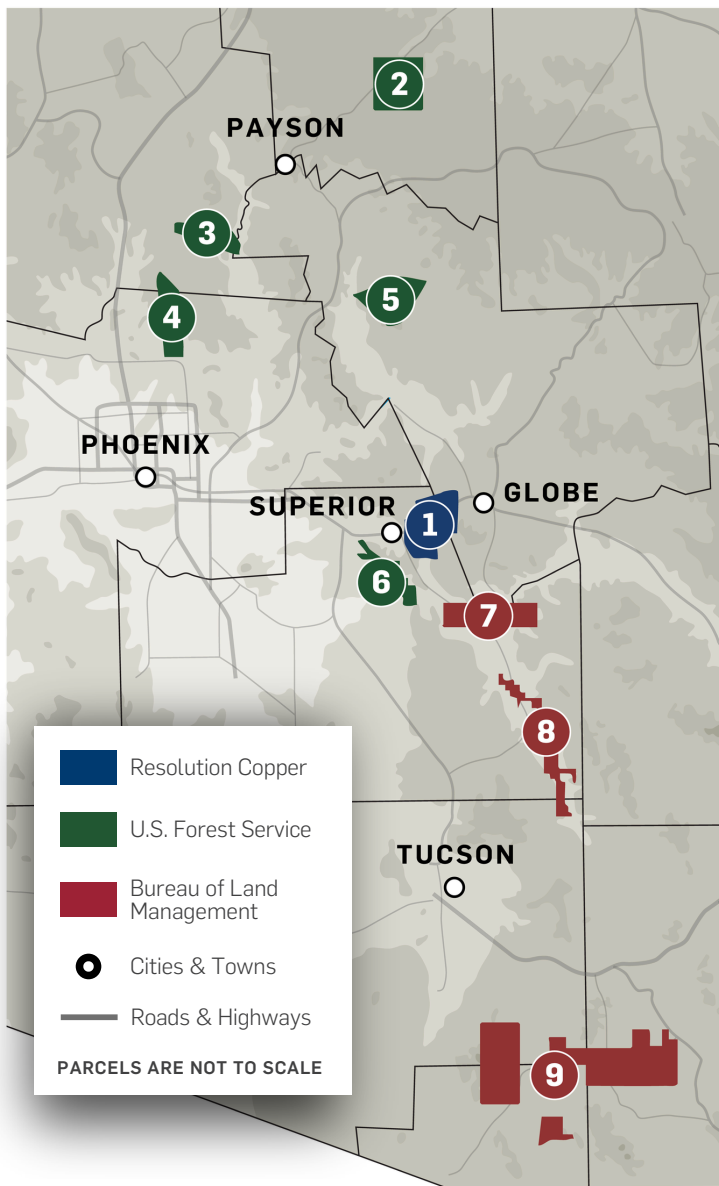 2
PAYSON
3
5
4
PHOENIX
SUPERIOR
GLOBE
1
6
7
8
Resolution Copper
U.S. Forest Service
Bureau of Land
Management
Cities & Towns
Roads & Highways
PARCELS ARE NOT TO SCALE
TUCSON
9